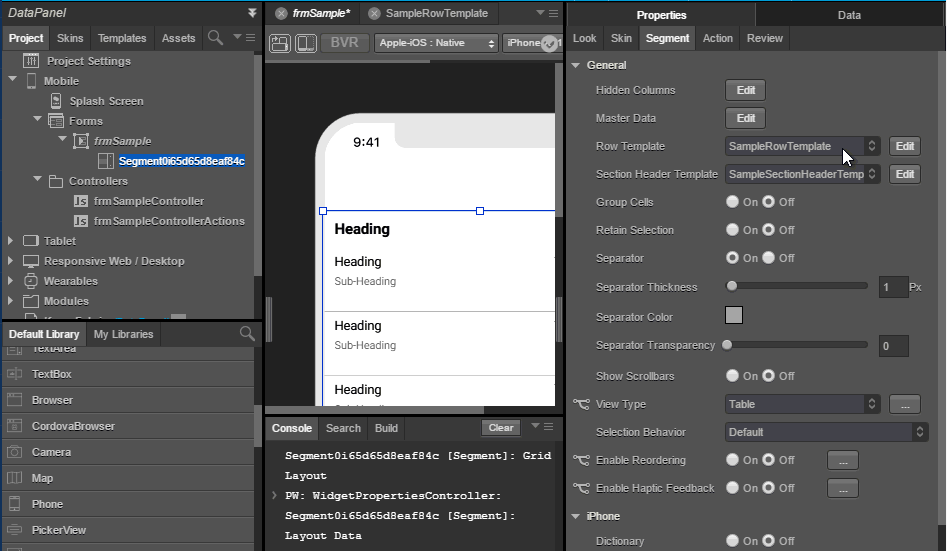 DataPanel
Project Skins Templates Assets
Project Settings
Mobile
Splash Screen
Forms
frmSample
Segment0i65d65d8eaf84c
Controllers
frmSampleController
frmSampleControllerActions
Tablet
Responsive Web / Desktop
Wearables
Modules
Default Library My Libraries
TextArea
TextBox
Browser
CordovaBrowser
Camera
Map
Phone
PickerView
frmSample* SampleRowTemplate
BVR Apple-iOS : Native iPhone
9:41
Heading
Heading
Sub-Heading
Heading
Sub-Heading
Heading
Console Search Build Clear
Segment0i65d65d8eaf84c [Segment]: Grid
Layout
PW: WidgetPropertiesController:
Segment0i65d65d8eaf84c [Segment]:
Layout Data
Properties Data
Look Skin Segment Action Review
General
Hidden Columns Edit
Master Data Edit
Row Template SampleRowTemplate Edit
Section Header Template SampleSectionHeaderTemp Edit
Group Cells On Off
Retain Selection On Off
Separator On Off
Separator Thickness 1 Px
Separator Color
Separator Transparency 0
Show Scrollbars On Off
View Type Table ...
Selection Behavior Default
Enable Reordering On Off ...
Enable Haptic Feedback On Off ...
iPhone
Dictionary On Off